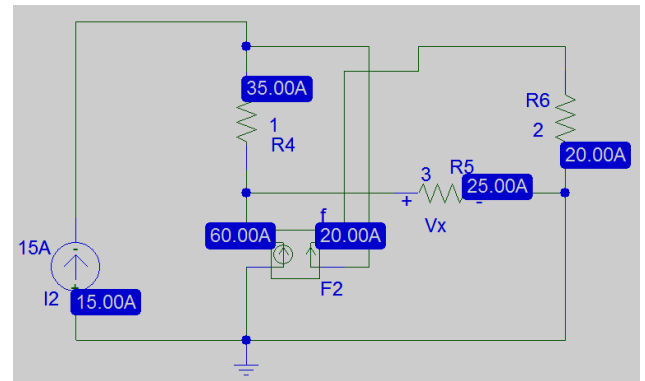 35.00A
R6
1
2
R4
20.00A
3
R5
25.00A
+
-
Vx
f
60.00A
20.00A
15A
-
F2
+
I2
15.00A